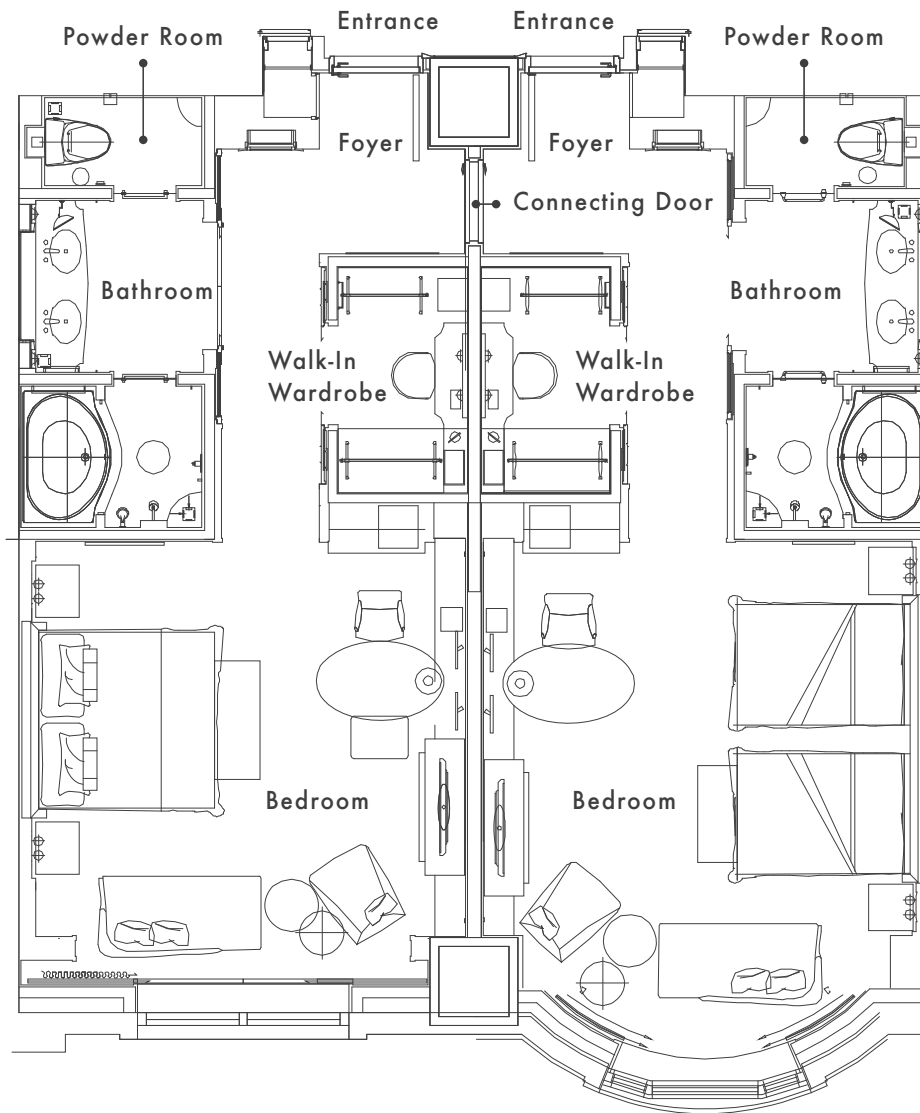 Entrance
Entrance
Powder Room
Powder Room
Foyer
Foyer
Connecting Door
Bathroom
Bathroom
Walk-In
Wardrobe
Walk-In
Wardrobe
Bedroom
Bedroom